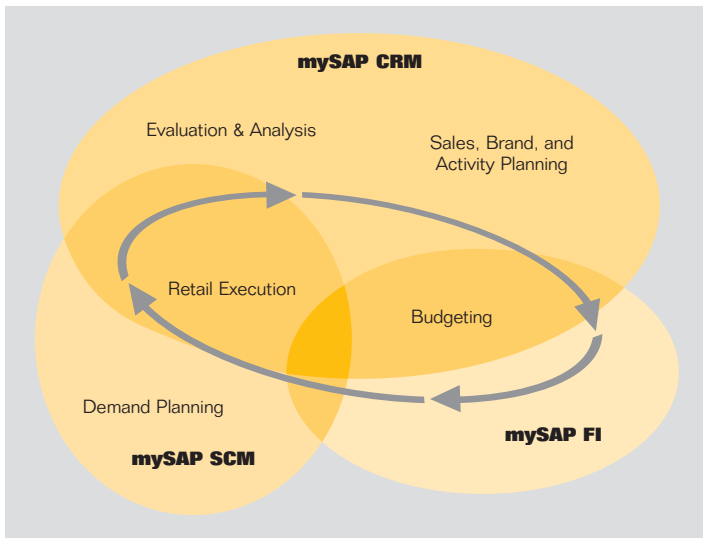 mySAP CRM
Evaluation & Analysis
Sales, Brand, and
Activity Planning
Retail Execution
Budgeting
Demand Planning
mySAP FI
mySAP SCM